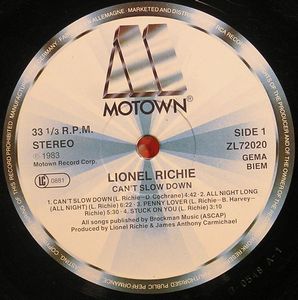 MOTOWN®
33 1/3 R.P.M.
STEREO
℗ 1983
Motown Record Corp.
LC 0881
SIDE 1
ZL72020
GEMA
BIEM
LIONEL RICHIE
CAN'T SLOW DOWN
1. CAN'T SLOW DOWN (L. Richie – D. Cochrane) 4:42 · 2. ALL NIGHT LONG
(ALL NIGHT) (L. Richie) 6:22 · 3. PENNY LOVER (L. Richie - B. Harvey –
Richie) 5:30 · 4. STUCK ON YOU (L. Richie) 3:10
All songs published by Brockman Music (ASCAP)
Produced by Lionel Richie & James Anthony Carmichael